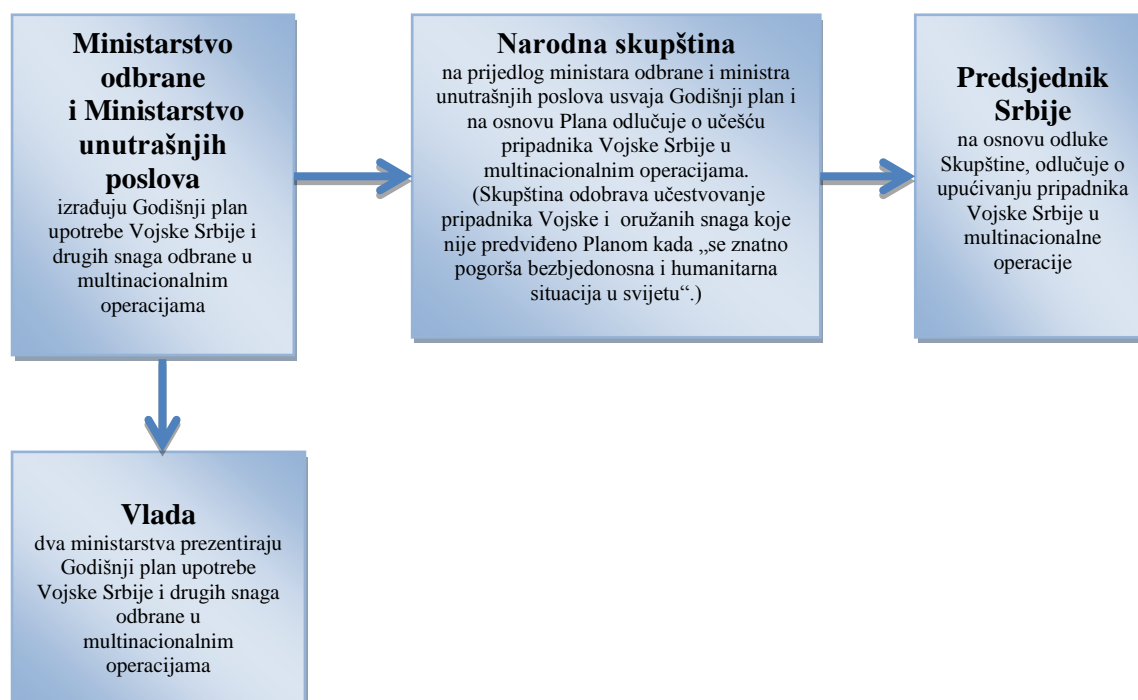 Ministarstvo
odbrane
i Ministarstvo
unutrašnjih
poslova
izrađuju Godišnji plan
upotrebe Vojske Srbije i
drugih snaga odbrane u
multinacionalnim
operacijama
Narodna skupština
na prijedlog ministara odbrane i ministra
unutrašnjih poslova usvaja Godišnji plan i
na osnovu Plana odlučuje o učešću
pripadnika Vojske Srbije u
multinacionalnim operacijama.
(Skupština odobrava učestvovanje
pripadnika Vojske i oružanih snaga koje
nije predviđeno Planom kada „se znatno
pogorša bezbjedonosna i humanitarna
situacija u svijetu“.)
Predsjednik
Srbije
na osnovu odluke
Skupštine, odlučuje o
upućivanju pripadnika
Vojske Srbije u
multinacionalne
operacije
Vlada
dva ministarstva prezentiraju
Godišnji plan upotrebe
Vojske Srbije i drugih snaga
odbrane u
multinacionalnim
operacijama